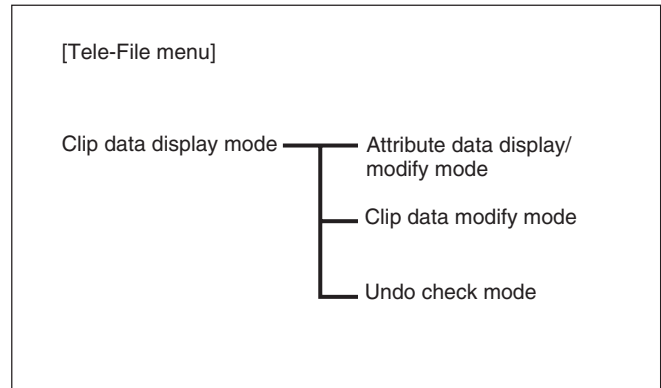 [Tele-File menu]
Clip data display mode
Attribute data display/
modify mode
Clip data modify mode
Undo check mode